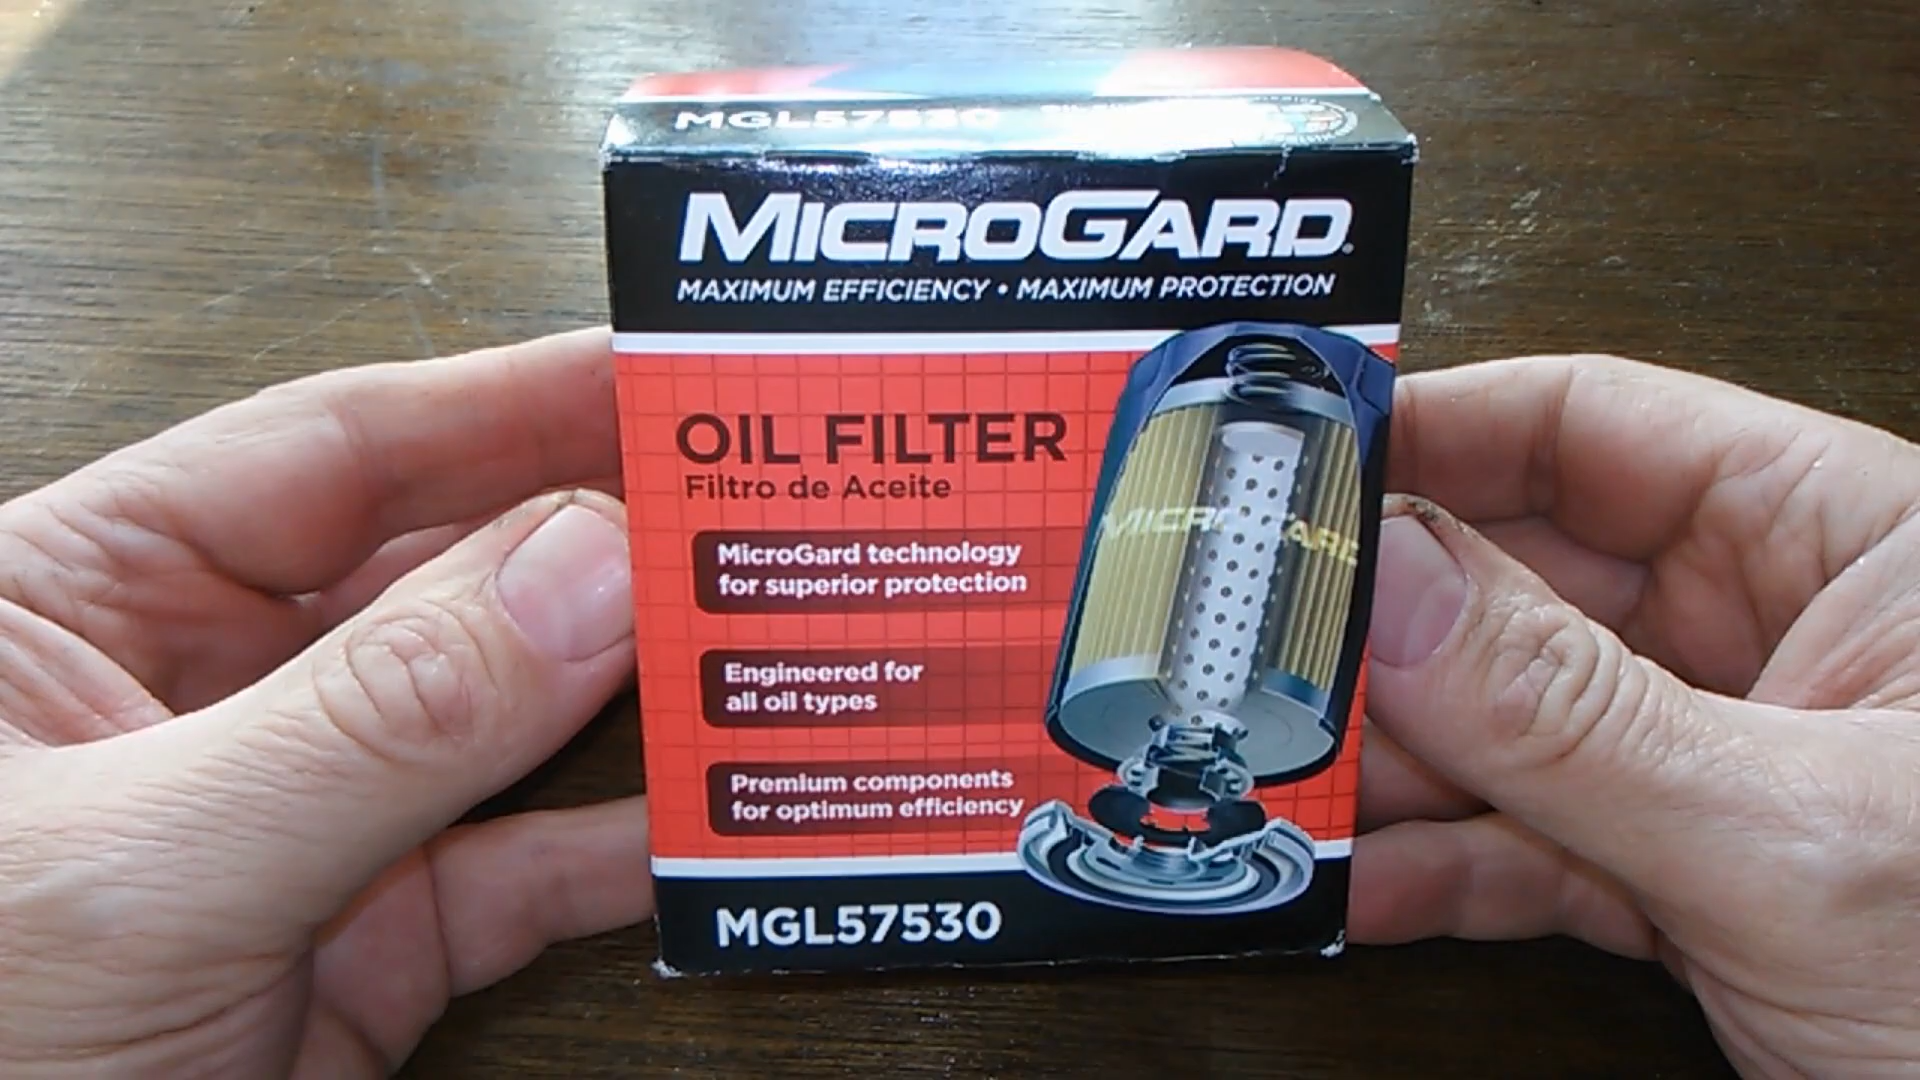 MGL57530
MICROGARD®
MAXIMUM EFFICIENCY • MAXIMUM PROTECTION
OIL FILTER
Filtro de Aceite
MicroGard technology
for superior protection
MICROGARD
Engineered for
all oil types
Premium components
for optimum efficiency
MGL57530